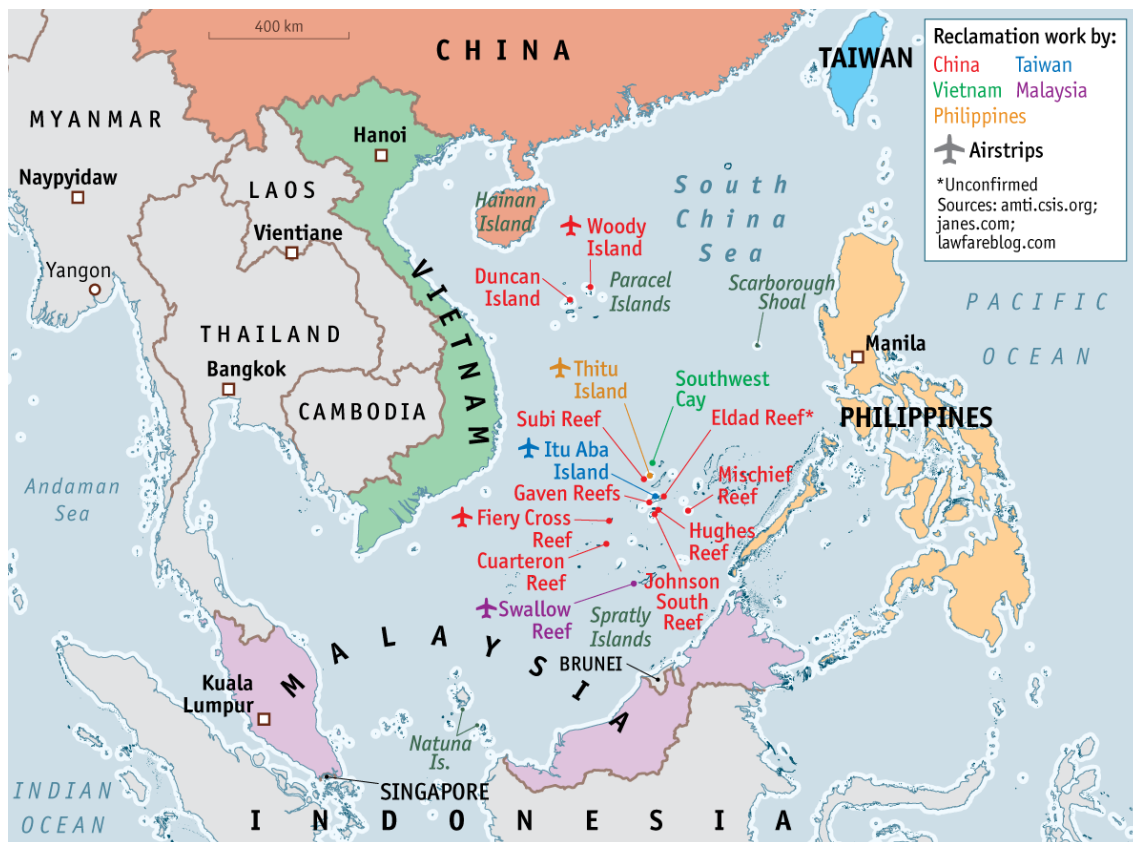 400 km
CHINA
TAIWAN
Reclamation work by:
China Taiwan
Vietnam Malaysia
Philippines
Airstrips
*Unconfirmed
Sources: amti.csis.org;
janes.com;
lawfareblog.com
MYANMAR
Hanoi
Naypyidaw
LAOS
Hainan
Island
South
China
Sea
Woody
Island
Vientiane
Yangon
Duncan
Island
Paracel
Islands
Scarborough
Shoal
PACIFIC
OCEAN
VIETNAM
THAILAND
Manila
Bangkok
Thitu
Island
Southwest
Cay
CAMBODIA
PHILIPPINES
Subi Reef
Eldad Reef*
Itu Aba
Island
Mischief
Reef
Andaman
Sea
Gaven Reefs
Fiery Cross
Reef
Hughes
Reef
Cuarteron
Reef
Johnson
South
Reef
Swallow
Reef
Spratly
Islands
MALAYSIA
BRUNEI
Kuala
Lumpur
Natuna
Is.
SINGAPORE
INDIAN
OCEAN
INDONESIA